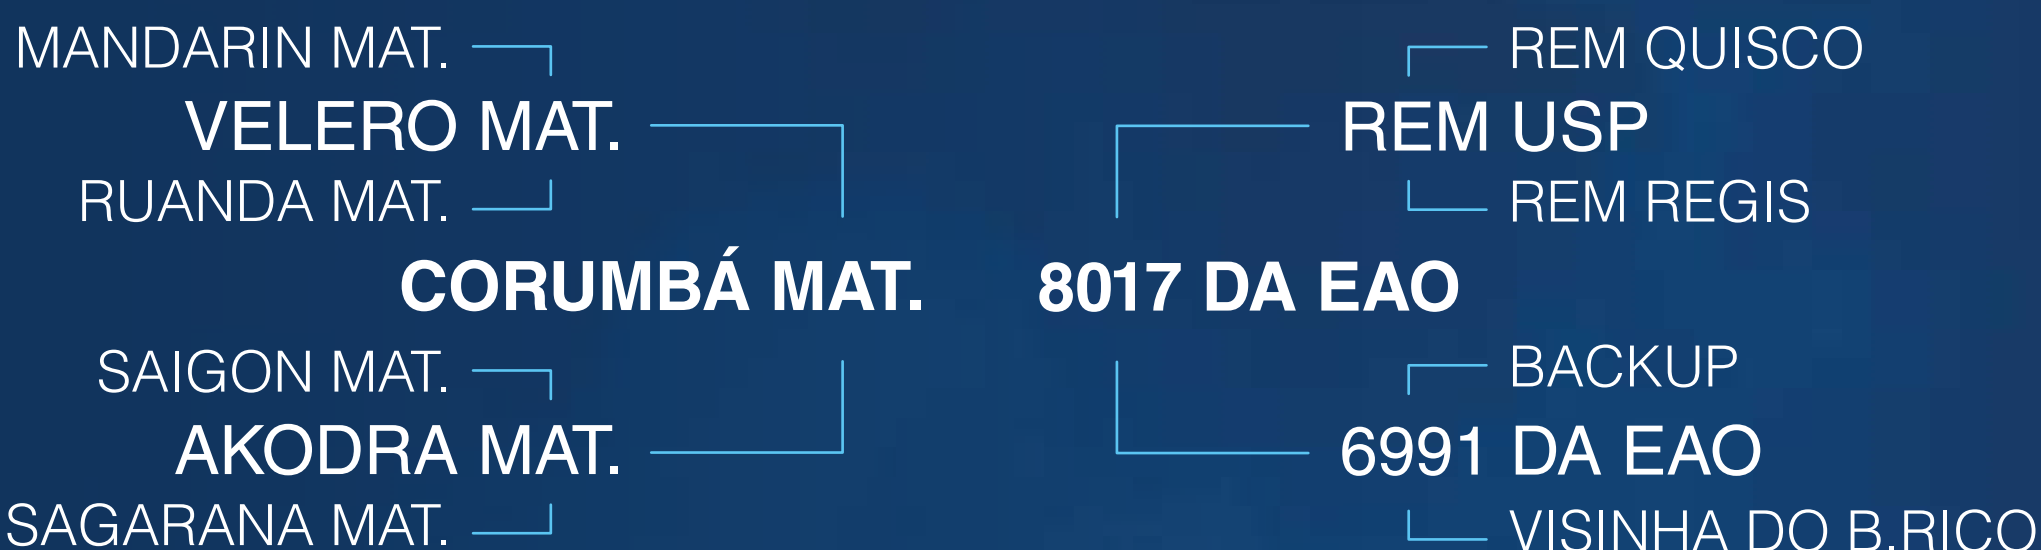 MANDARIN MAT.
VELERO MAT.
RUANDA MAT.
CORUMBÁ MAT.
SAIGON MAT.
AKODRA MAT.
SAGARANA MAT.
REM QUISCO
REM USP
REM REGIS
8017 DA EAO
BACKUP
6991 DA EAO
VISINHA DO B.RICO